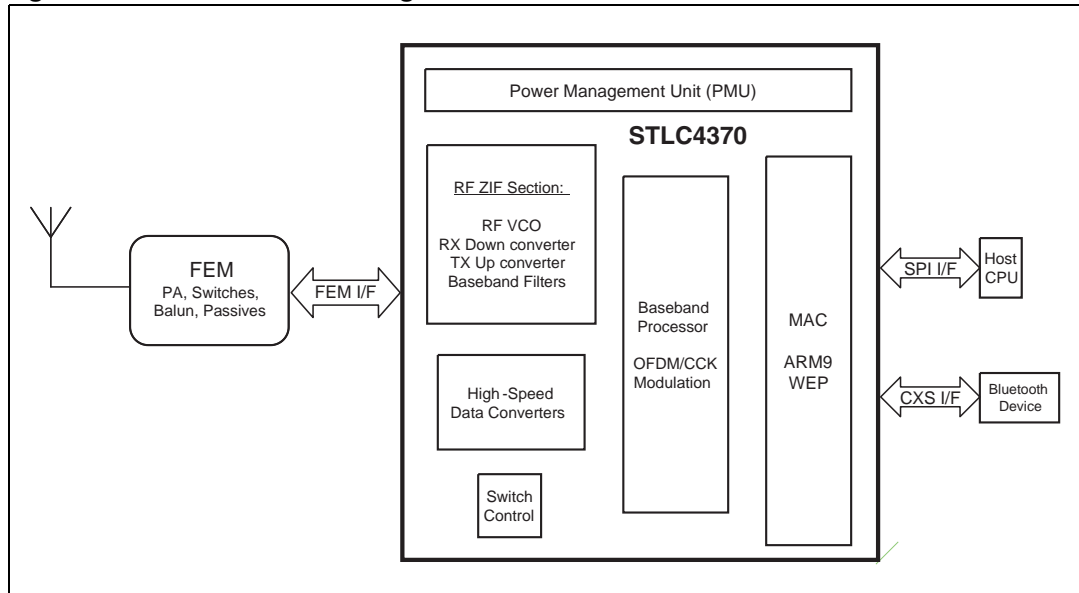 Power Management Unit (PMU)
STLC4370
RF ZIF Section:
RF VCO
RX Down converter
TX Up converter
Baseband Filters
FEM
PA, Switches,
Balun, Passives
FEM I/F
Baseband
Processor
OFDM/CCK
Modulation
MAC
ARM9
WEP
SPI I/F
Host
CPU
High-Speed
Data Converters
CXS I/F
Bluetooth
Device
Switch
Control